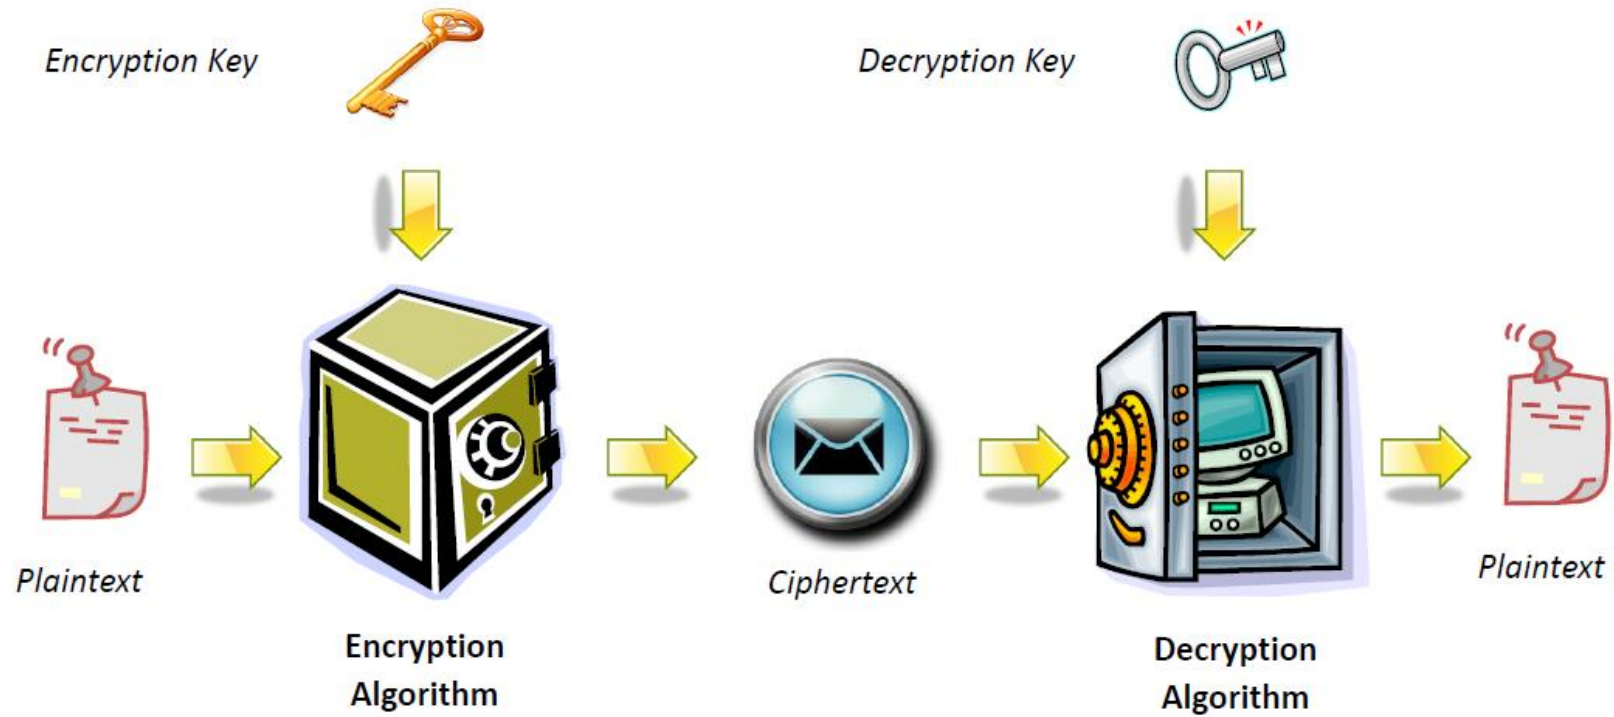 Encryption Key
Decryption Key
Plaintext
Ciphertext
Plaintext
Encryption
Algorithm
Decryption
Algorithm